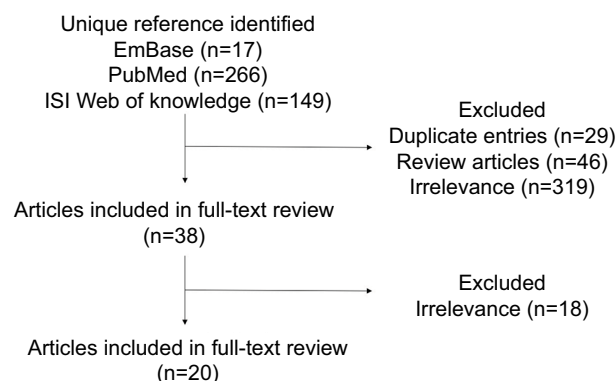 Unique reference identified
EmBase (n=17)
PubMed (n=266)
ISI Web of knowledge (n=149)
Excluded
Duplicate entries (n=29)
Review articles (n=46)
Irrelevance (n=319)
Articles included in full-text review
(n=38)
Excluded
Irrelevance (n=18)
Articles included in full-text review
(n=20)